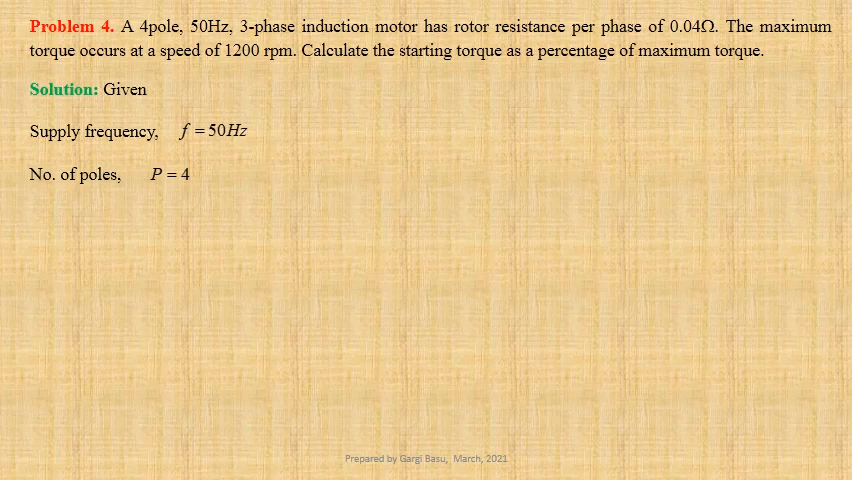 Problem 4. A 4pole, 50Hz, 3-phase induction motor has rotor resistance per phase of 0.04Ω. The maximum
torque occurs at a speed of 1200 rpm. Calculate the starting torque as a percentage of maximum torque.
Solution: Given
Supply frequency, f = 50Hz
No. of poles, P = 4
Prepared by Gargi Basu, March, 2021